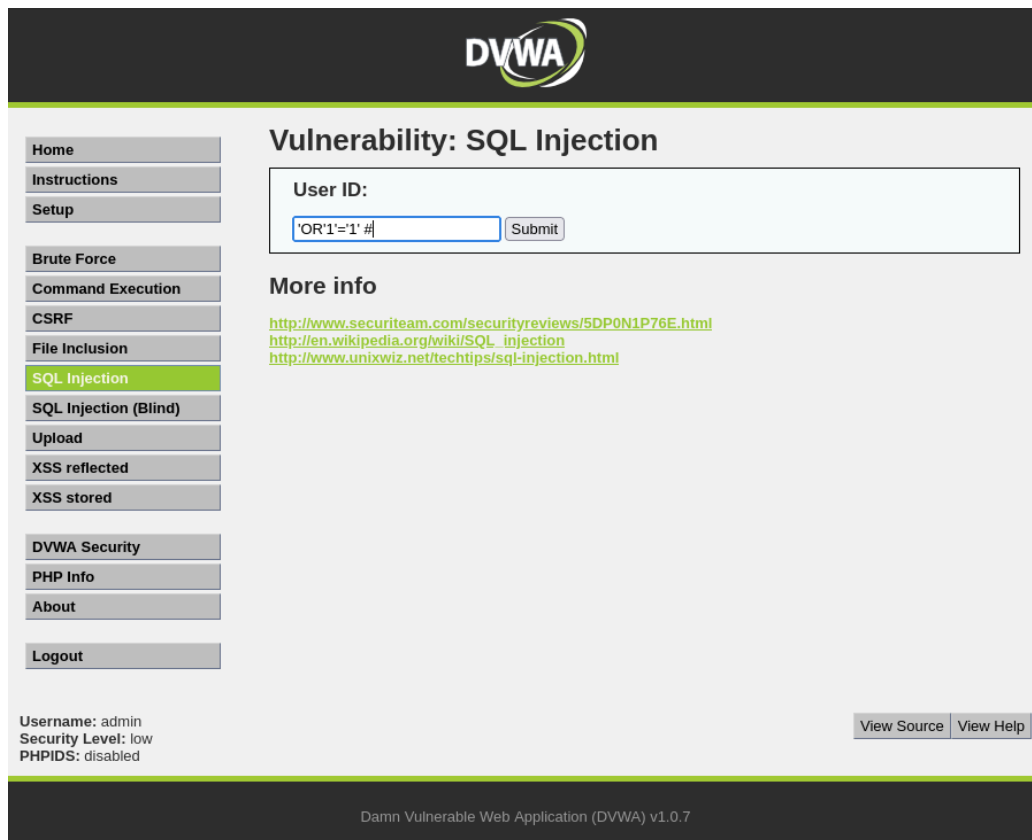 DVWA
Home
Instructions
Setup
Brute Force
Command Execution
CSRF
File Inclusion
SQL Injection
SQL Injection (Blind)
Upload
XSS reflected
XSS stored
DVWA Security
PHP Info
About
Logout
Vulnerability: SQL Injection
User ID:
'OR'1'='1' # Submit
More info
http://www.securiteam.com/securityreviews/5DP0N1P76E.html
http://en.wikipedia.org/wiki/SQL_injection
http://www.unixwiz.net/techtips/sql-injection.html
Username: admin
Security Level: low
PHPIDS: disabled
View Source View Help
Damn Vulnerable Web Application (DVWA) v1.0.7